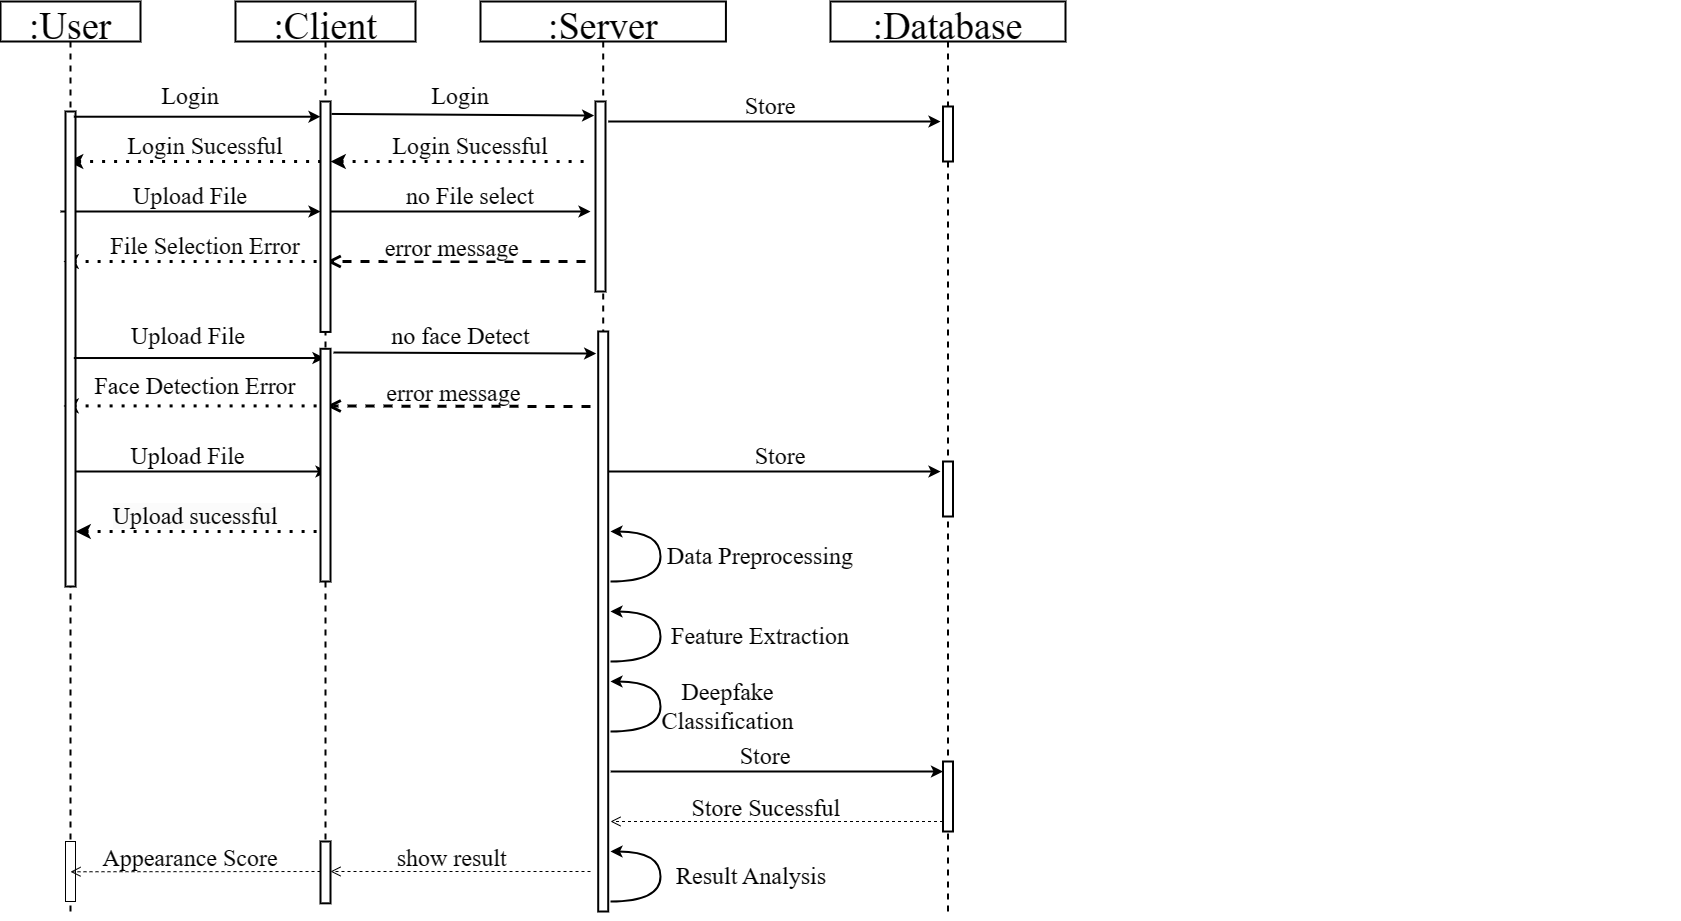 :User
:Client
:Server
:Database
Login
Login
Store
Login Sucessful
Login Sucessful
Upload File
no File select
File Selection Error
error message
Upload File
no face Detect
Face Detection Error
error message
Upload File
Store
Upload sucessful
Data Preprocessing
Feature Extraction
Deepfake
Classification
Store
Store Sucessful
Appearance Score
show result
Result Analysis